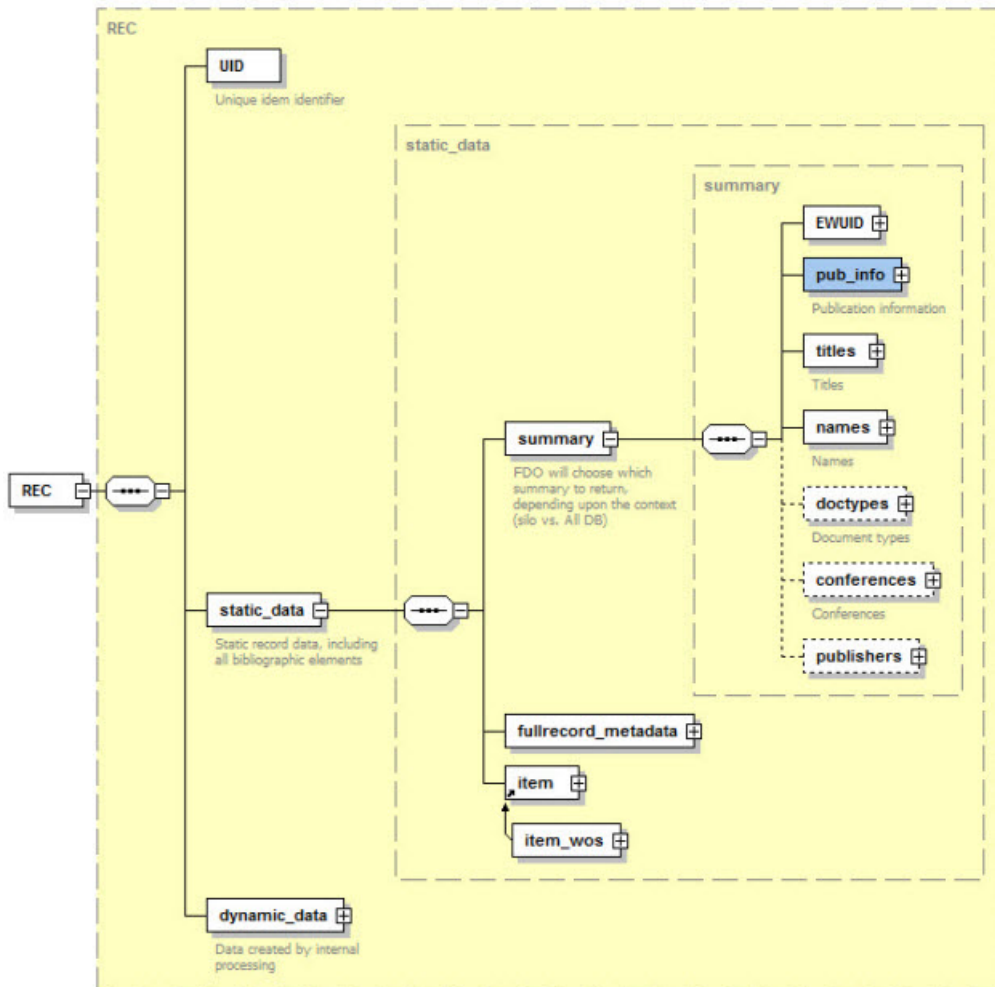 REC
UID
Unique idem identifier
static_data
summary
EWUID
pub_info
Publication information
titles
Titles
summary
names
FDO will choose which
summary to return,
depending upon the context
(silo vs. All DB)
Names
REC
doctypes
Document types
conferences
Conferences
static_data
Static record data, including
all bibliographic elements
publishers
fullrecord_metadata
item
item_wos
dynamic_data
Data created by internal
processing